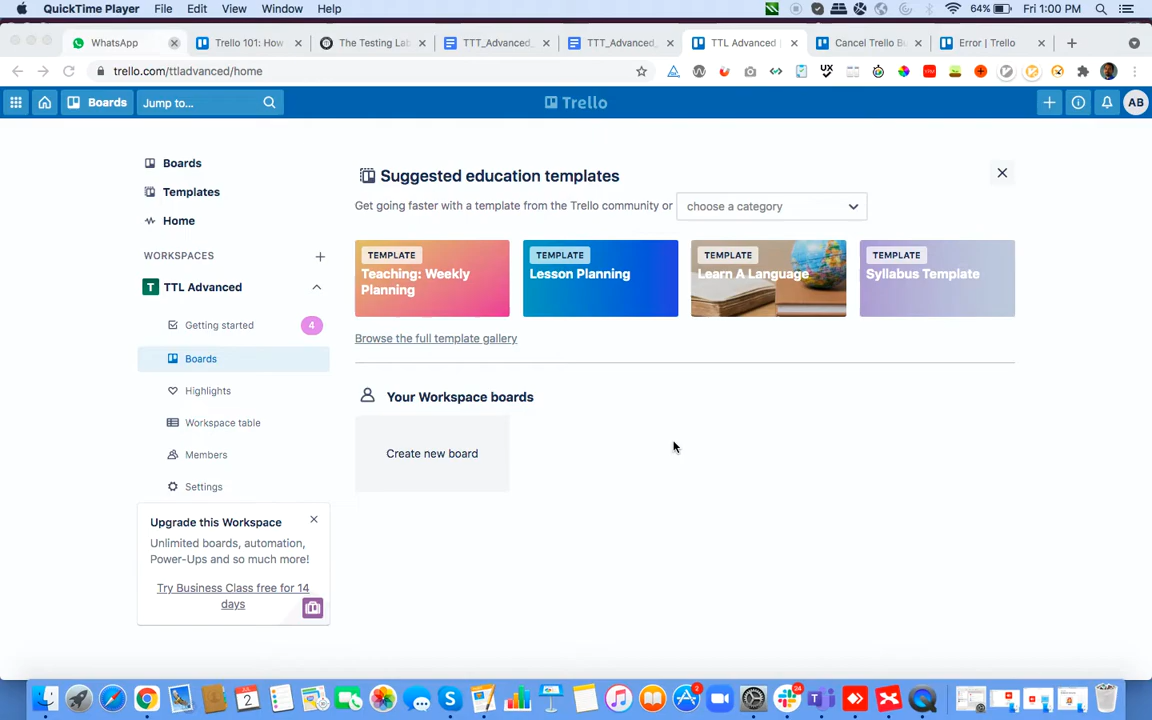 QuickTime Player File Edit View Window Help 64% Fri 1:00 PM
WhatsApp Trello 101: How The Testing Lab TTT_Advanced_ TTT_Advanced_ TTL Advanced Cancel Trello Bu Error | Trello
trello.com/ttladvanced/home
Boards Jump to... Trello AB
Boards
Templates
Home
WORKSPACES
T TTL Advanced
Getting started 4
Boards
Highlights
Workspace table
Members
Settings
Upgrade this Workspace
Unlimited boards, automation,
Power-Ups and so much more!
Try Business Class free for 14
days
Suggested education templates
Get going faster with a template from the Trello community or choose a category
TEMPLATE
Teaching: Weekly
Planning
TEMPLATE
Lesson Planning
TEMPLATE
Learn A Language
TEMPLATE
Syllabus Template
Browse the full template gallery
Your Workspace boards
Create new board